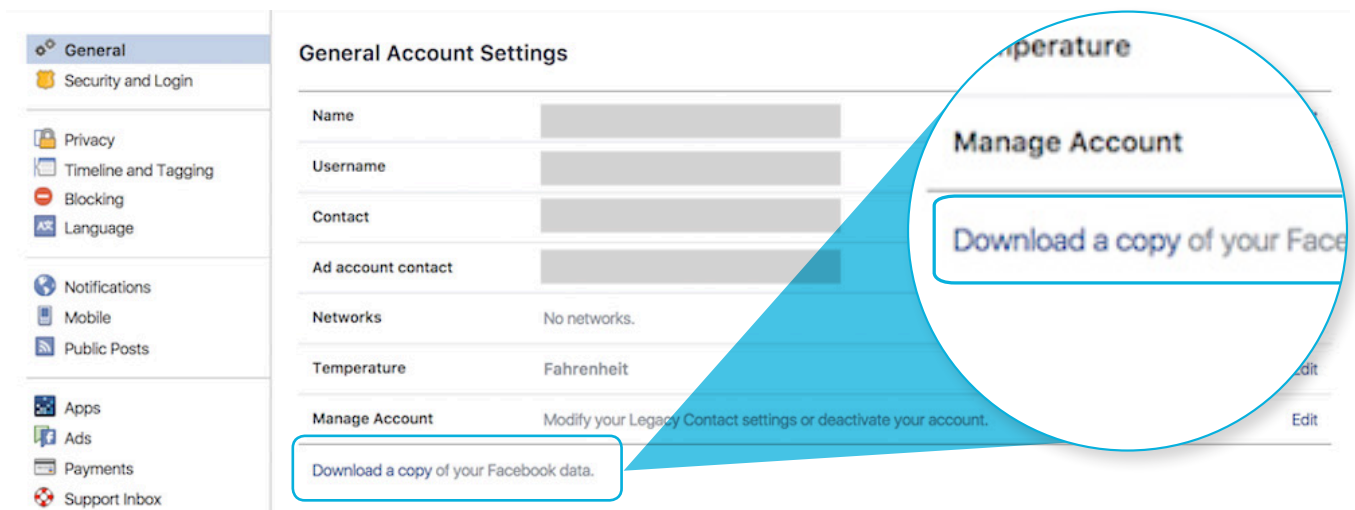 General
Security and Login
Privacy
Timeline and Tagging
Blocking
Language
Notifications
Mobile
Public Posts
Apps
Ads
Payments
Support Inbox
General Account Settings
Name
Username
Contact
Ad account contact
Networks No networks.
Temperature Fahrenheit Edit
Manage Account Modify your Legacy Contact settings or deactivate your account. Edit
Download a copy of your Facebook data.
perature
Manage Account
Download a copy of your Face